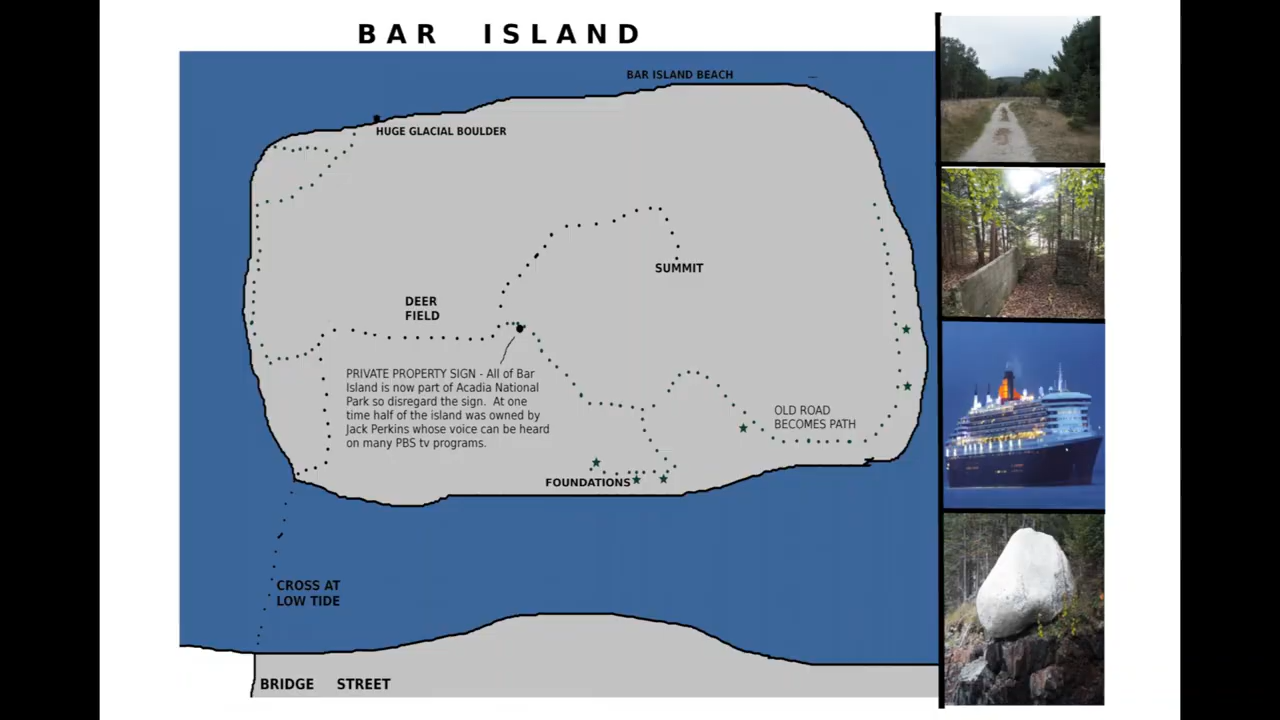 BAR ISLAND
BAR ISLAND BEACH
HUGE GLACIAL BOULDER
SUMMIT
DEER
FIELD
PRIVATE PROPERTY SIGN - All of Bar
Island is now part of Acadia National
Park so disregard the sign. At one
time half of the island was owned by
Jack Perkins whose voice can be heard
on many PBS tv programs.
OLD ROAD
BECOMES PATH
FOUNDATIONS
CROSS AT
LOW TIDE
BRIDGE STREET